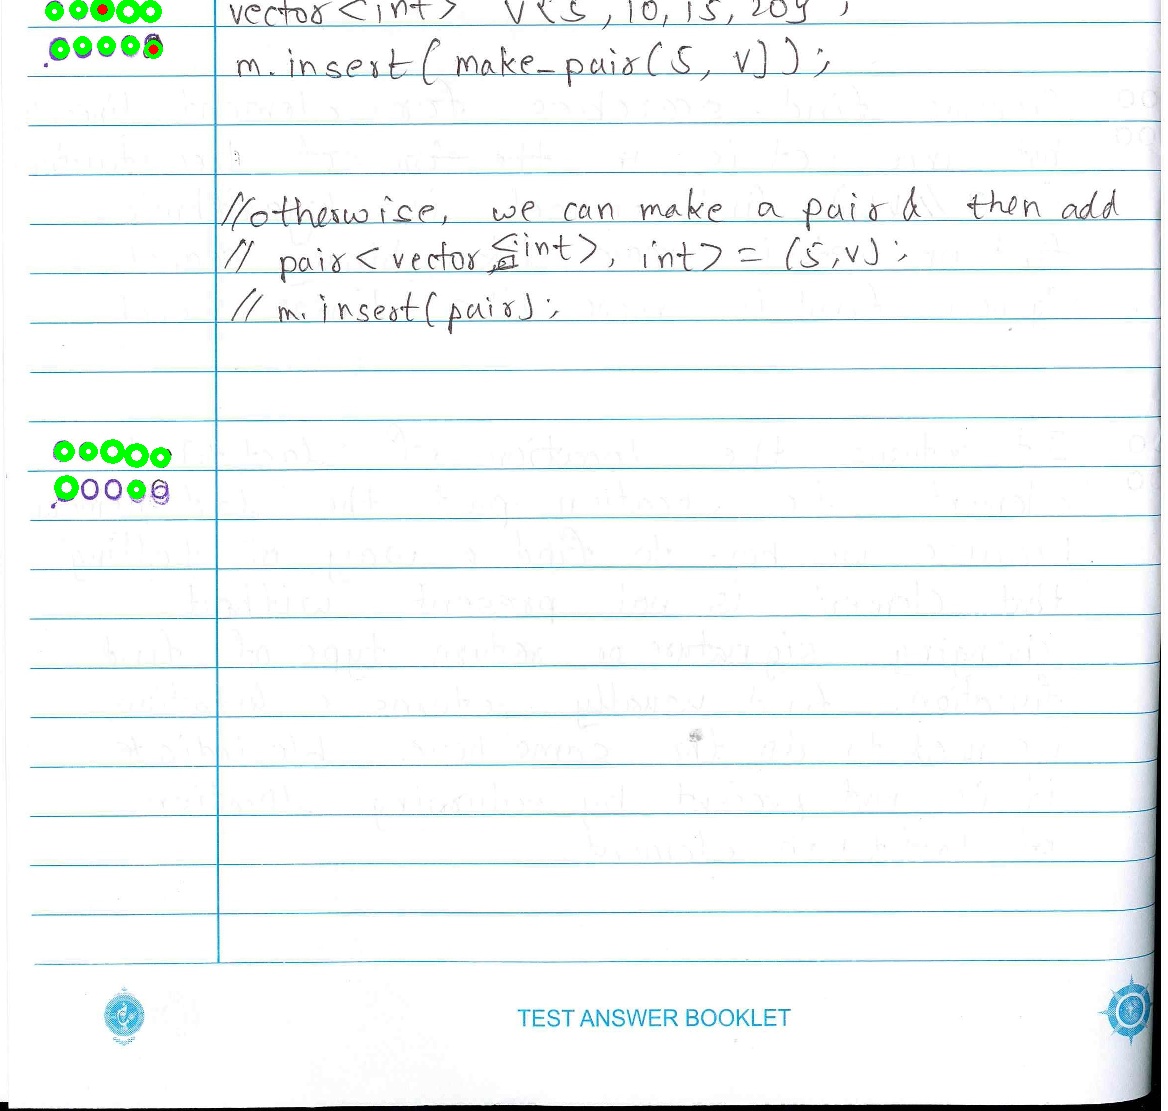 vector<int> V{5, 10, 15, 20};
m.insert(make_pair(5, V));
//otherwise, we can make a pair & then add
// pair<vector<int>, int> = (5,V);
// m.insert(pair);
TEST ANSWER BOOKLET